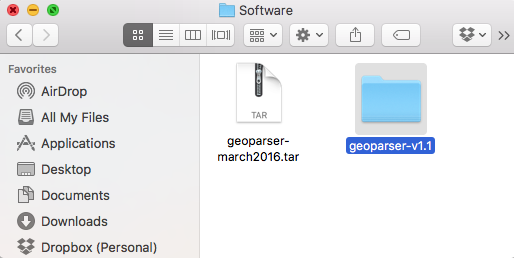 Software
Favorites
AirDrop
All My Files
Applications
Desktop
Documents
Downloads
Dropbox (Personal)
TAR
geoparser-
march2016.tar
geoparser-v1.1